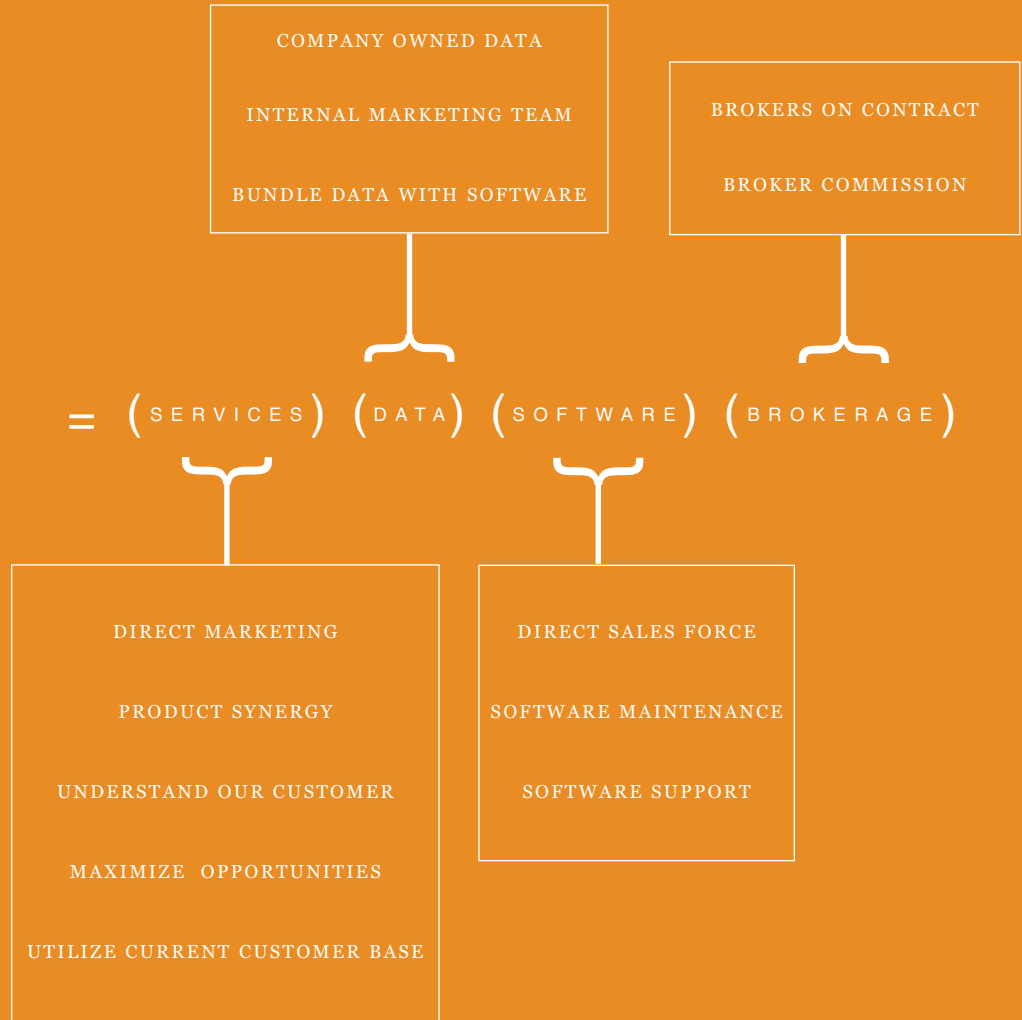 COMPANY OWNED DATA
INTERNAL MARKETING TEAM
BUNDLE DATA WITH SOFTWARE
BROKERS ON CONTRACT
BROKER COMMISSION
= (SERVICES) (DATA) (SOFTWARE) (BROKERAGE)
DIRECT MARKETING
PRODUCT SYNERGY
UNDERSTAND OUR CUSTOMER
MAXIMIZE OPPORTUNITIES
UTILIZE CURRENT CUSTOMER BASE
DIRECT SALES FORCE
SOFTWARE MAINTENANCE
SOFTWARE SUPPORT